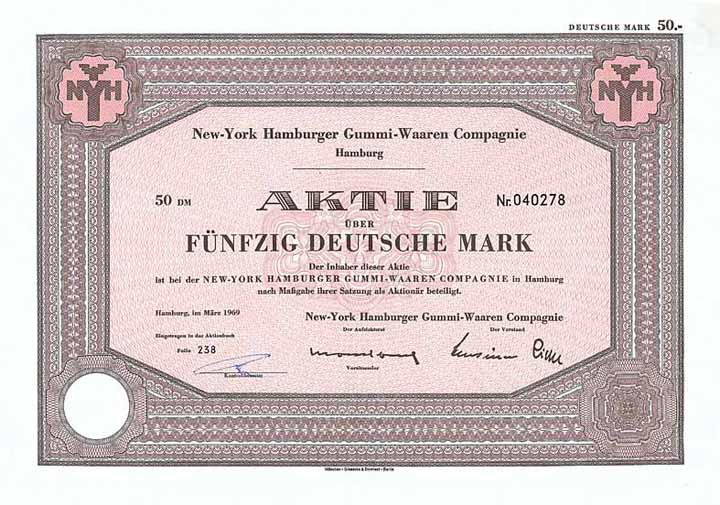 DEUTSCHE MARK 50.-
NYH NYH
New-York Hamburger Gummi-Waaren Compagnie
Hamburg
50 DM AKTIE Nr. 040278
ÜBER
FÜNFZIG DEUTSCHE MARK
Der Inhaber dieser Aktie
ist bei der NEW-YORK HAMBURGER GUMMI-WAAREN COMPAGNIE in Hamburg
nach Maßgabe ihrer Satzung als Aktionär beteiligt.
Hamburg, im März 1969 New-York Hamburger Gummi-Waaren Compagnie
Der Aufsichtsrat Der Vorstand
Eingetragen in das Aktienbuch
Folio 238
Vorsitzender
Kontrollbeamter